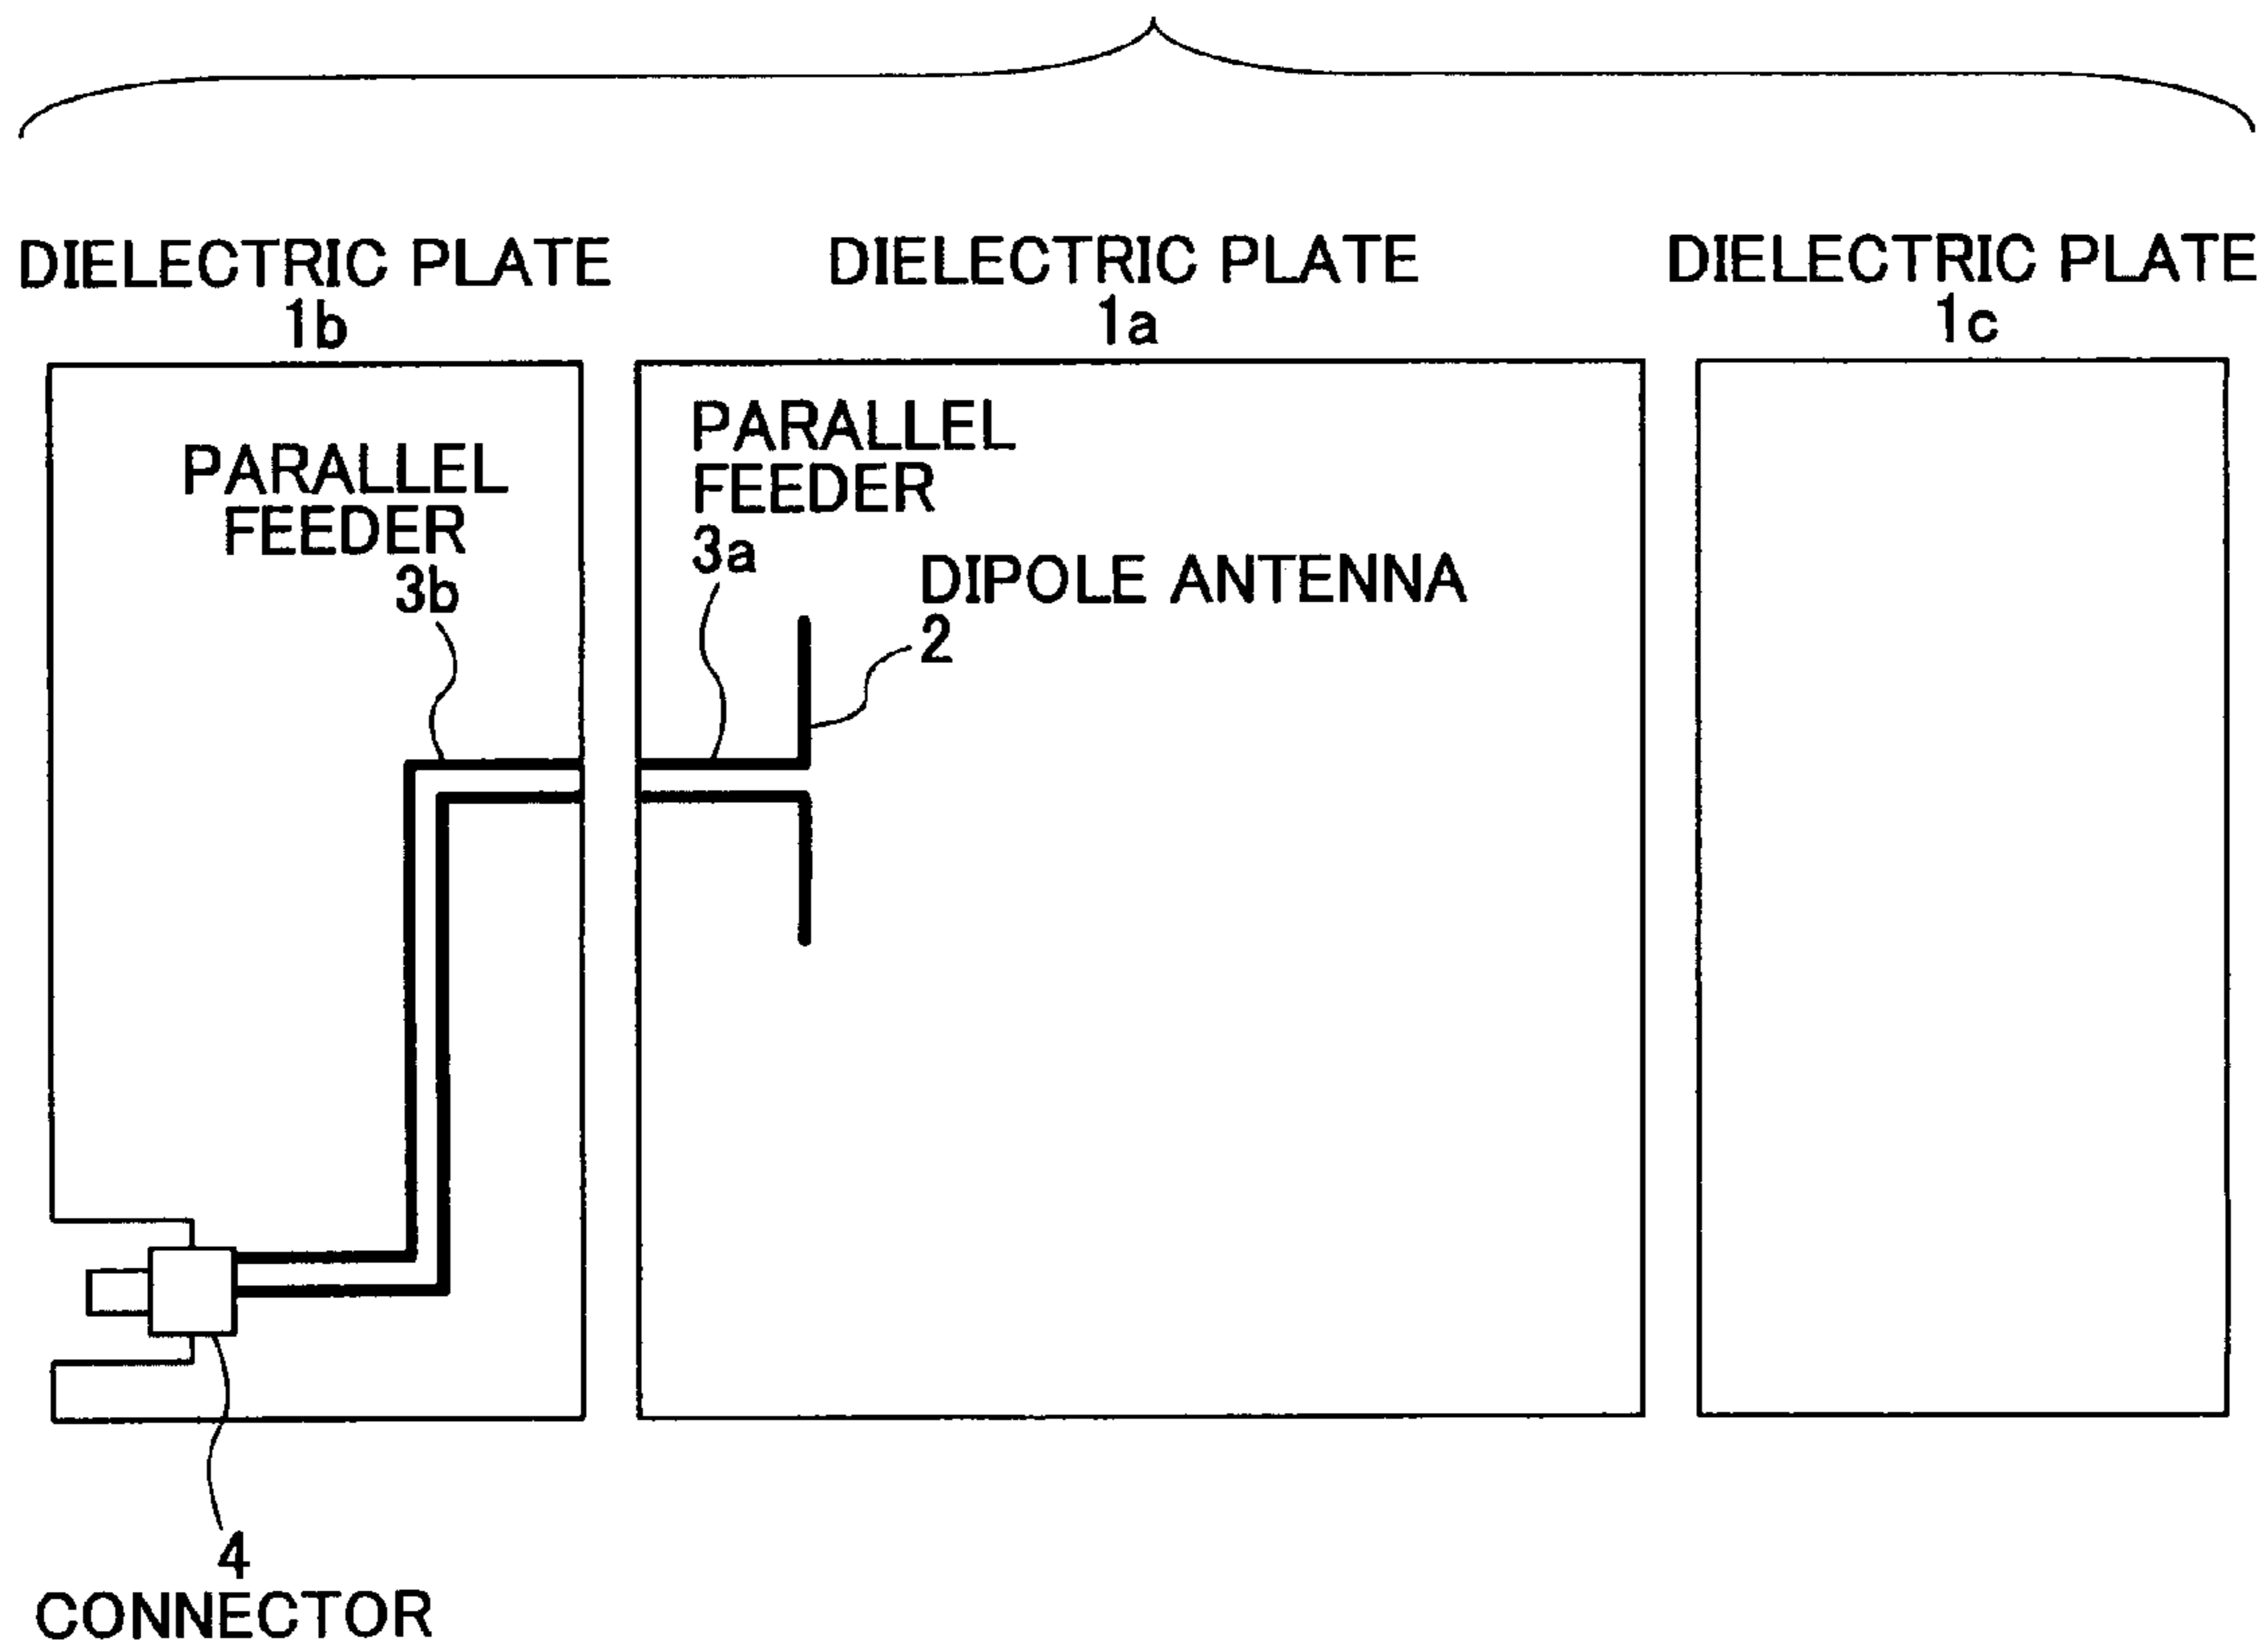 DIELECTRIC PLATE
1b
DIELECTRIC PLATE
1a
DIELECTRIC PLATE
1c
PARALLEL
FEEDER
3b
PARALLEL
FEEDER
3a
DIPOLE ANTENNA
2
4
CONNECTOR